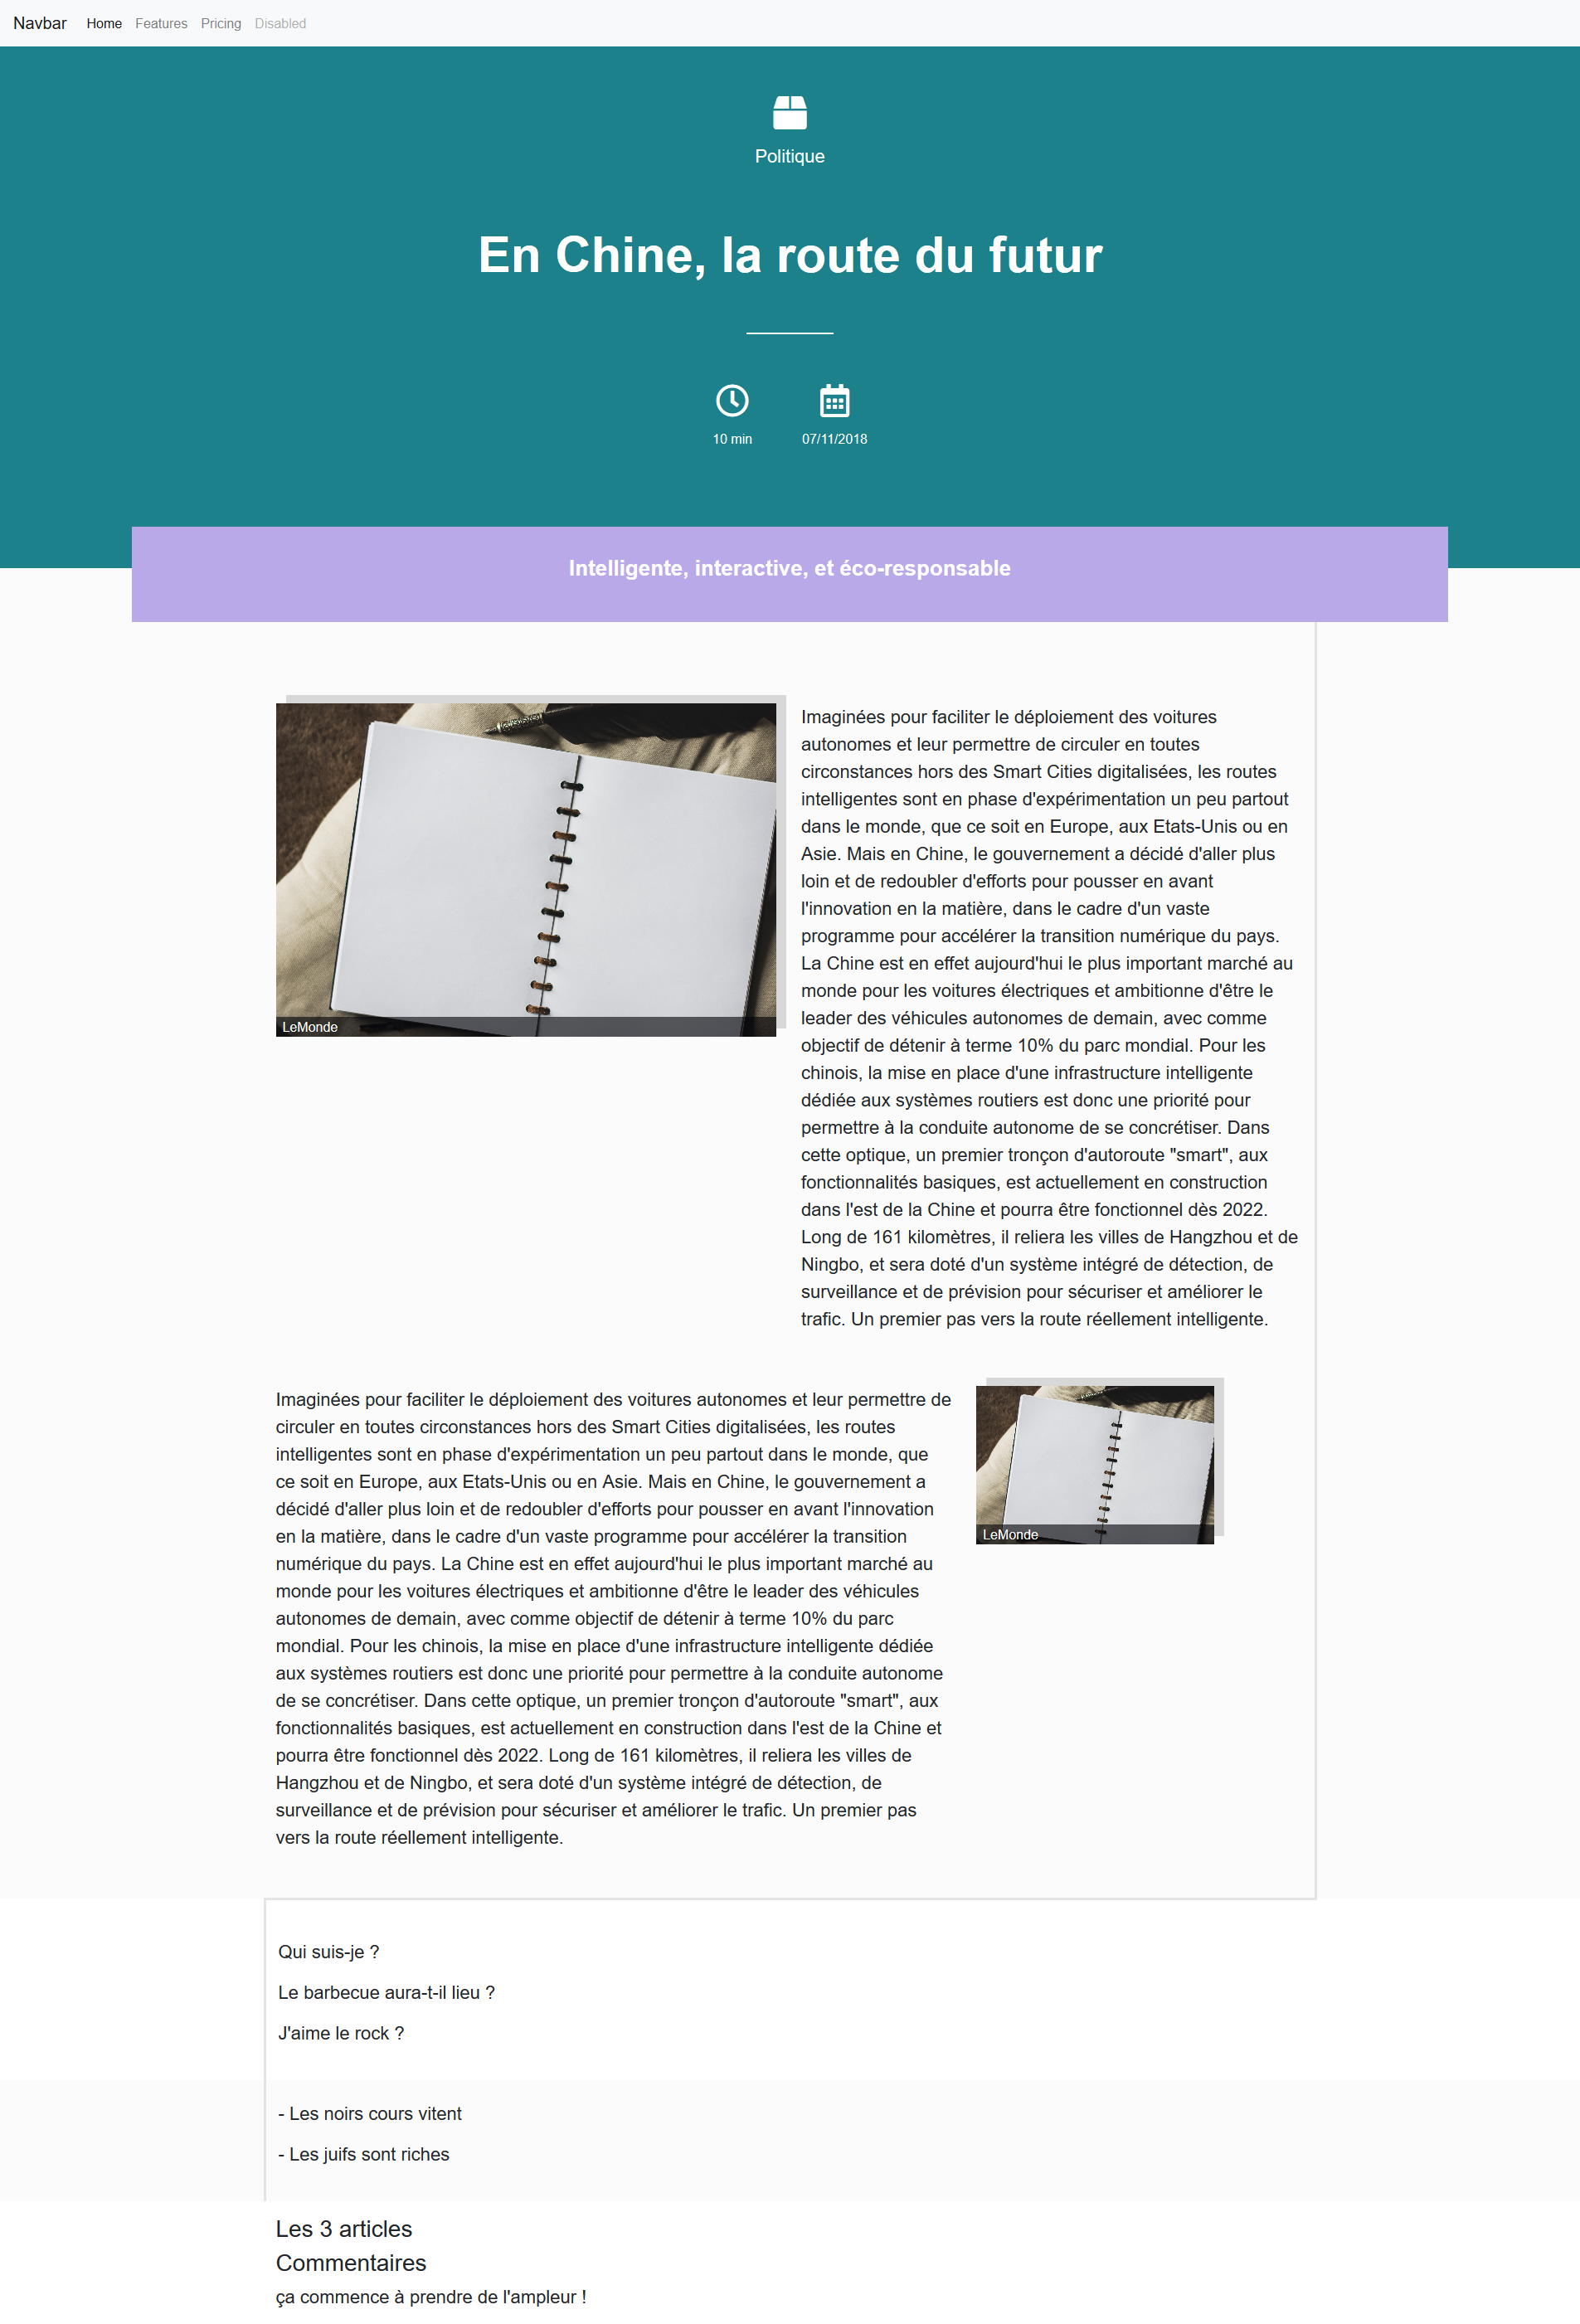 Navbar Home Features Pricing Disabled
Politique
En Chine, la route du futur
10 min 07/11/2018
Intelligente, interactive, et éco-responsable
LeMonde
Imaginées pour faciliter le déploiement des voitures
autonomes et leur permettre de circuler en toutes
circonstances hors des Smart Cities digitalisées, les routes
intelligentes sont en phase d'expérimentation un peu partout
dans le monde, que ce soit en Europe, aux Etats-Unis ou en
Asie. Mais en Chine, le gouvernement a décidé d'aller plus
loin et de redoubler d'efforts pour pousser en avant
l'innovation en la matière, dans le cadre d'un vaste
programme pour accélérer la transition numérique du pays.
La Chine est en effet aujourd'hui le plus important marché au
monde pour les voitures électriques et ambitionne d'être le
leader des véhicules autonomes de demain, avec comme
objectif de détenir à terme 10% du parc mondial. Pour les
chinois, la mise en place d'une infrastructure intelligente
dédiée aux systèmes routiers est donc une priorité pour
permettre à la conduite autonome de se concrétiser. Dans
cette optique, un premier tronçon d'autoroute "smart", aux
fonctionnalités basiques, est actuellement en construction
dans l'est de la Chine et pourra être fonctionnel dès 2022.
Long de 161 kilomètres, il reliera les villes de Hangzhou et de
Ningbo, et sera doté d'un système intégré de détection, de
surveillance et de prévision pour sécuriser et améliorer le
trafic. Un premier pas vers la route réellement intelligente.
Imaginées pour faciliter le déploiement des voitures autonomes et leur permettre de
circuler en toutes circonstances hors des Smart Cities digitalisées, les routes
intelligentes sont en phase d'expérimentation un peu partout dans le monde, que
ce soit en Europe, aux Etats-Unis ou en Asie. Mais en Chine, le gouvernement a
décidé d'aller plus loin et de redoubler d'efforts pour pousser en avant l'innovation
en la matière, dans le cadre d'un vaste programme pour accélérer la transition
numérique du pays. La Chine est en effet aujourd'hui le plus important marché au
monde pour les voitures électriques et ambitionne d'être le leader des véhicules
autonomes de demain, avec comme objectif de détenir à terme 10% du parc
mondial. Pour les chinois, la mise en place d'une infrastructure intelligente dédiée
aux systèmes routiers est donc une priorité pour permettre à la conduite autonome
de se concrétiser. Dans cette optique, un premier tronçon d'autoroute "smart", aux
fonctionnalités basiques, est actuellement en construction dans l'est de la Chine et
pourra être fonctionnel dès 2022. Long de 161 kilomètres, il reliera les villes de
Hangzhou et de Ningbo, et sera doté d'un système intégré de détection, de
surveillance et de prévision pour sécuriser et améliorer le trafic. Un premier pas
vers la route réellement intelligente.
LeMonde
Qui suis-je ?
Le barbecue aura-t-il lieu ?
J'aime le rock ?
- Les noirs cours vitent
- Les juifs sont riches
Les 3 articles
Commentaires
ça commence à prendre de l'ampleur !